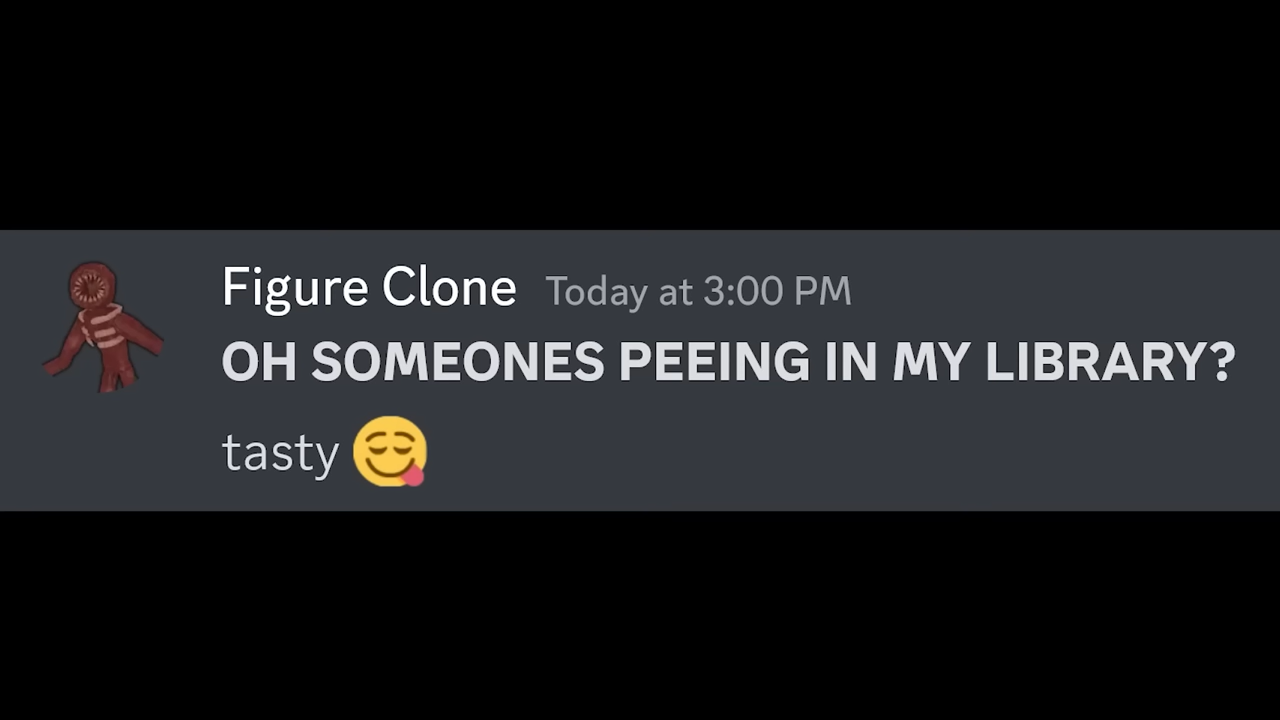 Figure Clone Today at 3:00 PM
OH SOMEONES PEEING IN MY LIBRARY?
tasty 😋